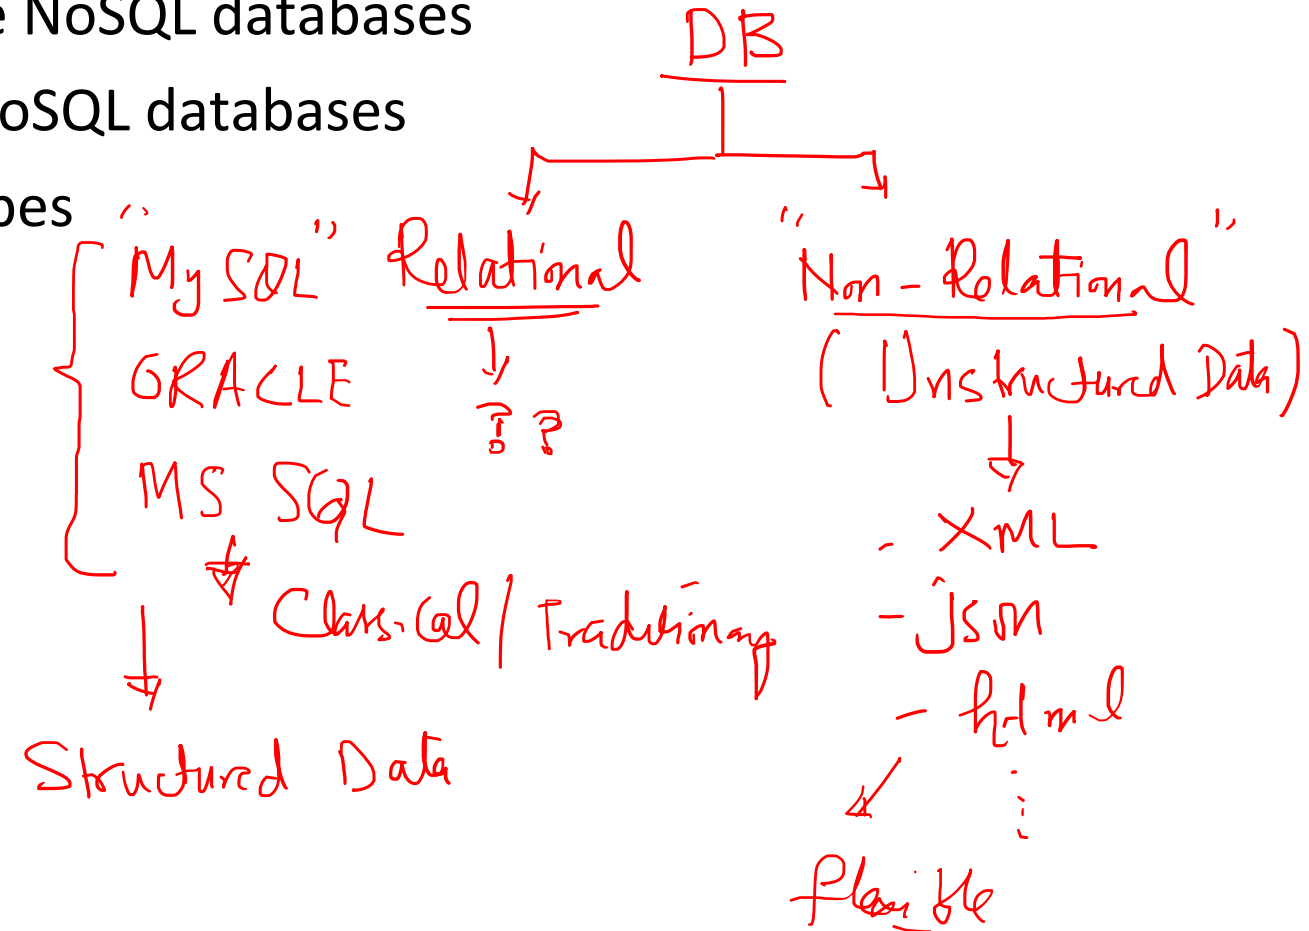 e NoSQL databases
oSQL databases
pes
DB
"MySQL" Relational
"Non-Relational"
ORACLE
(Unstructured Data)
??
MS SQL
- XML
Classical / Traditionary
- json
- html
Structured Data
flexible